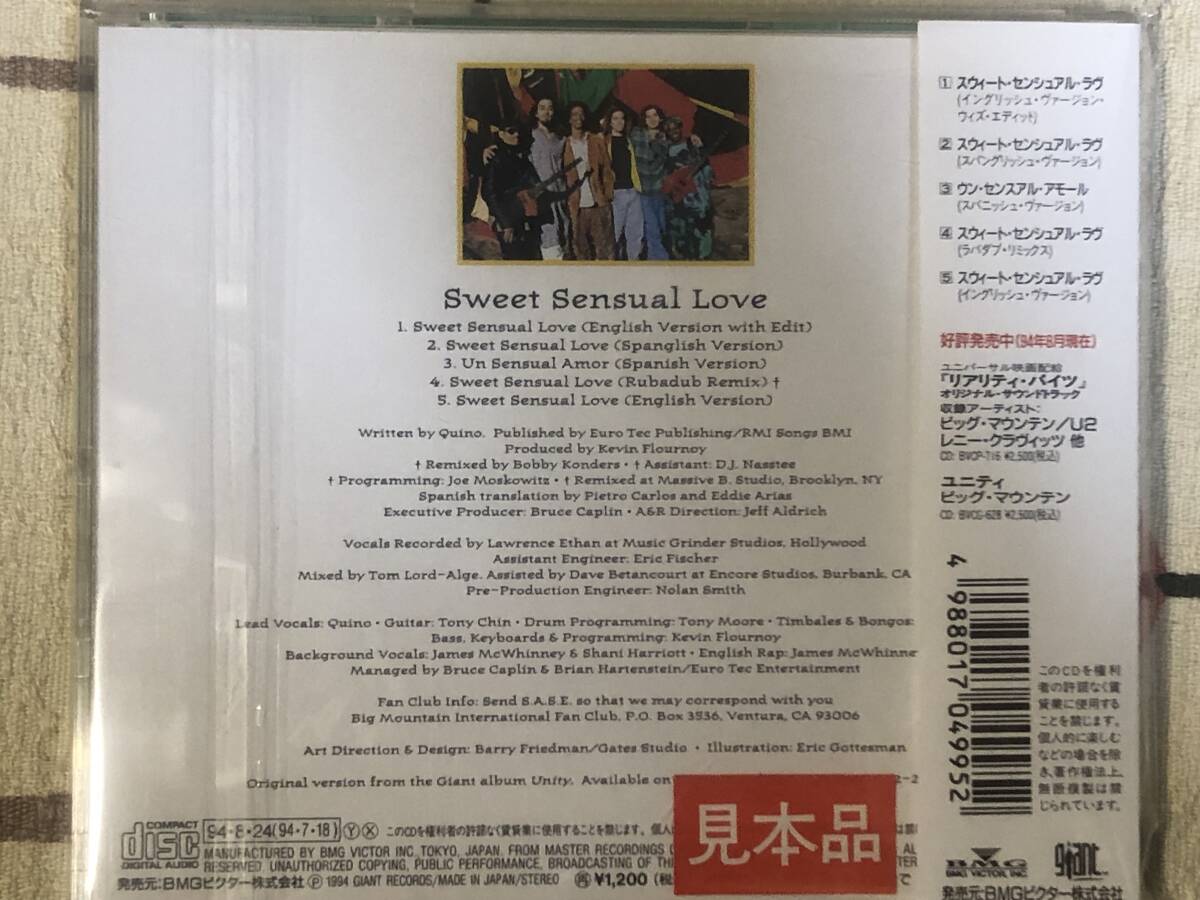 Sweet Sensual Love
1. Sweet Sensual Love (English Version with Edit)
2. Sweet Sensual Love (Spanglish Version)
3. Un Sensual Amor (Spanish Version)
4. Sweet Sensual Love (Rubadub Remix) †
5. Sweet Sensual Love (English Version)
Written by Quino. Published by Euro Tec Publishing/RMI Songs BMI
Produced by Kevin Flournoy
† Remixed by Bobby Konders • † Assistant: D.J. Nasstee
† Programming: Joe Moskowitz • † Remixed at Massive B. Studio, Brooklyn, NY
Spanish translation by Pietro Carlos and Eddie Arias
Executive Producer: Bruce Caplin • A&R Direction: Jeff Aldrich
Vocals Recorded by Lawrence Ethan at Music Grinder Studios, Hollywood
Assistant Engineer: Eric Fischer
Mixed by Tom Lord-Alge. Assisted by Dave Betancourt at Encore Studios, Burbank, CA
Pre-Production Engineer: Nolan Smith
Lead Vocals: Quino • Guitar: Tony Chin • Drum Programming: Tony Moore • Timbales & Bongos:
Bass, Keyboards & Programming: Kevin Flournoy
Background Vocals: James McWhinney & Shani Harriott • English Rap: James McWhinne
Managed by Bruce Caplin & Brian Hartenstein/Euro Tec Entertainment
Fan Club Info: Send S.A.S.E. so that we may correspond with you
Big Mountain International Fan Club, P.O. Box 3536, Ventura, CA 93006
Art Direction & Design: Barry Friedman/Gates Studio • Illustration: Eric Gottesman
Original version from the Giant album Unity. Available on 2-2
COMPACT disc DIGITAL AUDIO
94・8・24(94・7・18) Ⓨ Ⓧ このCDを権利者の許諾なく賃貸業に使用することを禁じます。個人
MANUFACTURED BY BMG VICTOR INC, TOKYO, JAPAN, FROM MASTER RECORDINGS AL
RESERVED. UNAUTHORIZED COPYING, PUBLIC PERFORMANCE, BROADCASTING OF THI TER
発売元:BMGビクター株式会社 Ⓟ 1994 GIANT RECORDS/MADE IN JAPAN/STEREO ¥1,200 (税 で
見本品
1 スウィート・センシュアル・ラヴ
(イングリッシュ・ヴァージョン・
ウィズ・エディット)
2 スウィート・センシュアル・ラヴ
(スパングリッシュ・ヴァージョン)
3 ウン・センスアル・アモール
(スパニッシュ・ヴァージョン)
4 スウィート・センシュアル・ラヴ
(ラバダブ・リミックス)
5 スウィート・センシュアル・ラヴ
(イングリッシュ・ヴァージョン)
好評発売中(94年8月現在)
ユニバーサル映画配給
「リアリティ・バイツ」
オリジナル・サウンドトラック
収録アーティスト:
ビッグ・マウンテン/U2
レニー・クラヴィッツ 他
CD: BVCP-716 ¥2,500(税込)
ユニティ
ビッグ・マウンテン
CD: BVCG-628 ¥2,500(税込)
4 988017 049952
このCDを権利
者の許諾なく賃
貸業に使用する
ことを禁じます。
個人的に楽しむ
などの場合を除
き、著作権法上、
無断複製は禁
じられています。
BMG
BMG VICTOR, INC.
giant
発売元:BMGビクター株式会社